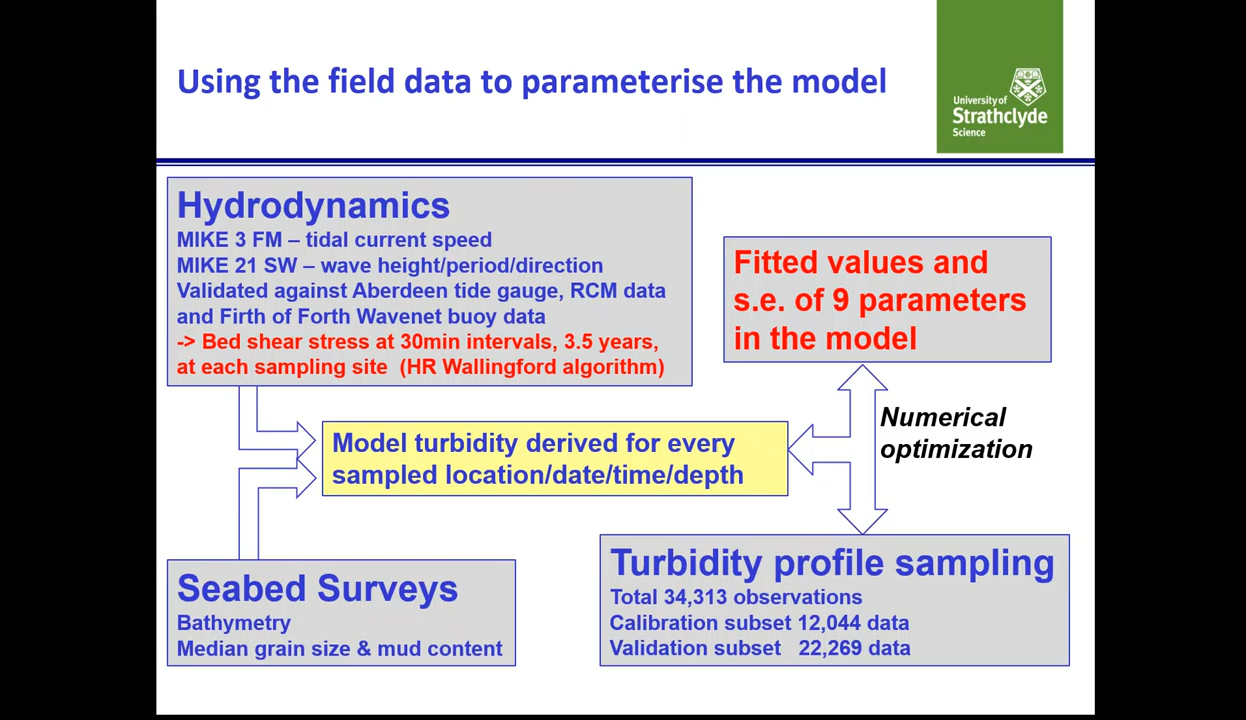 Using the field data to parameterise the model
University of
Strathclyde
Science
Hydrodynamics
MIKE 3 FM – tidal current speed
MIKE 21 SW – wave height/period/direction
Validated against Aberdeen tide gauge, RCM data
and Firth of Forth Wavenet buoy data
-> Bed shear stress at 30min intervals, 3.5 years,
at each sampling site (HR Wallingford algorithm)
Fitted values and
s.e. of 9 parameters
in the model
Numerical
optimization
Model turbidity derived for every
sampled location/date/time/depth
Seabed Surveys
Bathymetry
Median grain size & mud content
Turbidity profile sampling
Total 34,313 observations
Calibration subset 12,044 data
Validation subset 22,269 data